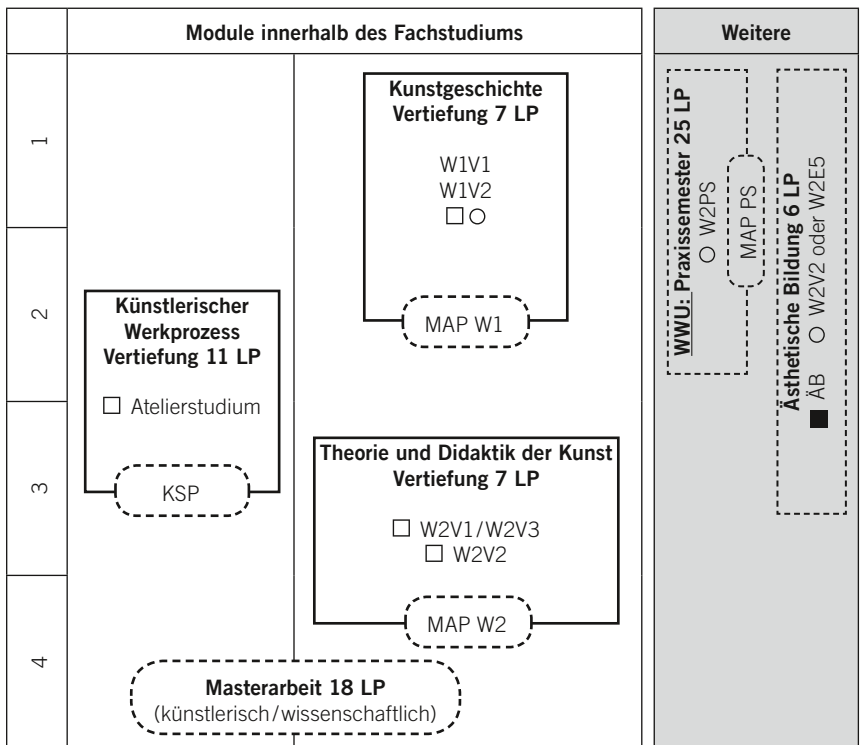 Module innerhalb des Fachstudiums
Weitere
1
2
3
4
Kunstgeschichte
Vertiefung 7 LP
W1V1
W1V2
MAP W1
Künstlerischer
Werkprozess
Vertiefung 11 LP
Atelierstudium
KSP
Theorie und Didaktik der Kunst
Vertiefung 7 LP
W2V1/W2V3
W2V2
MAP W2
Masterarbeit 18 LP
(künstlerisch/wissenschaftlich)
WWU: Praxissemester 25 LP
W2PS
MAP PS
Ästhetische Bildung 6 LP
ÄB W2V2 oder W2E5